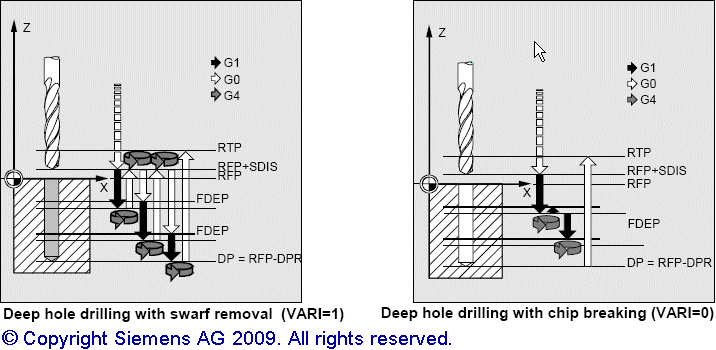 Z
G1
G0
G4
RTP
RFP+SDIS
RFP
X
FDEP
FDEP
DP = RFP-DPR
Deep hole drilling with swarf removal (VARI=1)
Z
G1
G0
G4
RTP
RFP+SDIS
RFP
X
FDEP
DP = RFP-DPR
Deep hole drilling with chip breaking (VARI=0)
© Copyright Siemens AG 2009. All rights reserved.